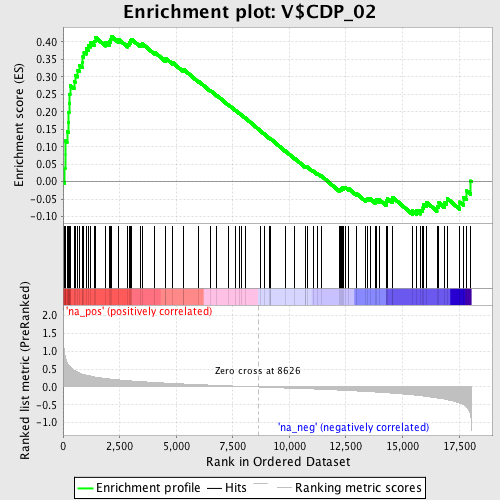 Enrichment plot: V$CDP_02
Enrichment score (ES)
0.40
0.35
0.30
0.25
0.20
0.15
0.10
0.05
0.00
-0.05
-0.10
'na_pos' (positively correlated)
Ranked list metric (PreRanked)
2.0
1.5
1.0
0.5
0.0
-0.5
-1.0
Zero cross at 8626
'na_neg' (negatively correlated)
0
2,500
5,000
7,500
10,000
12,500
15,000
17,500
Rank in Ordered Dataset
Enrichment profile
Hits
Ranking metric scores